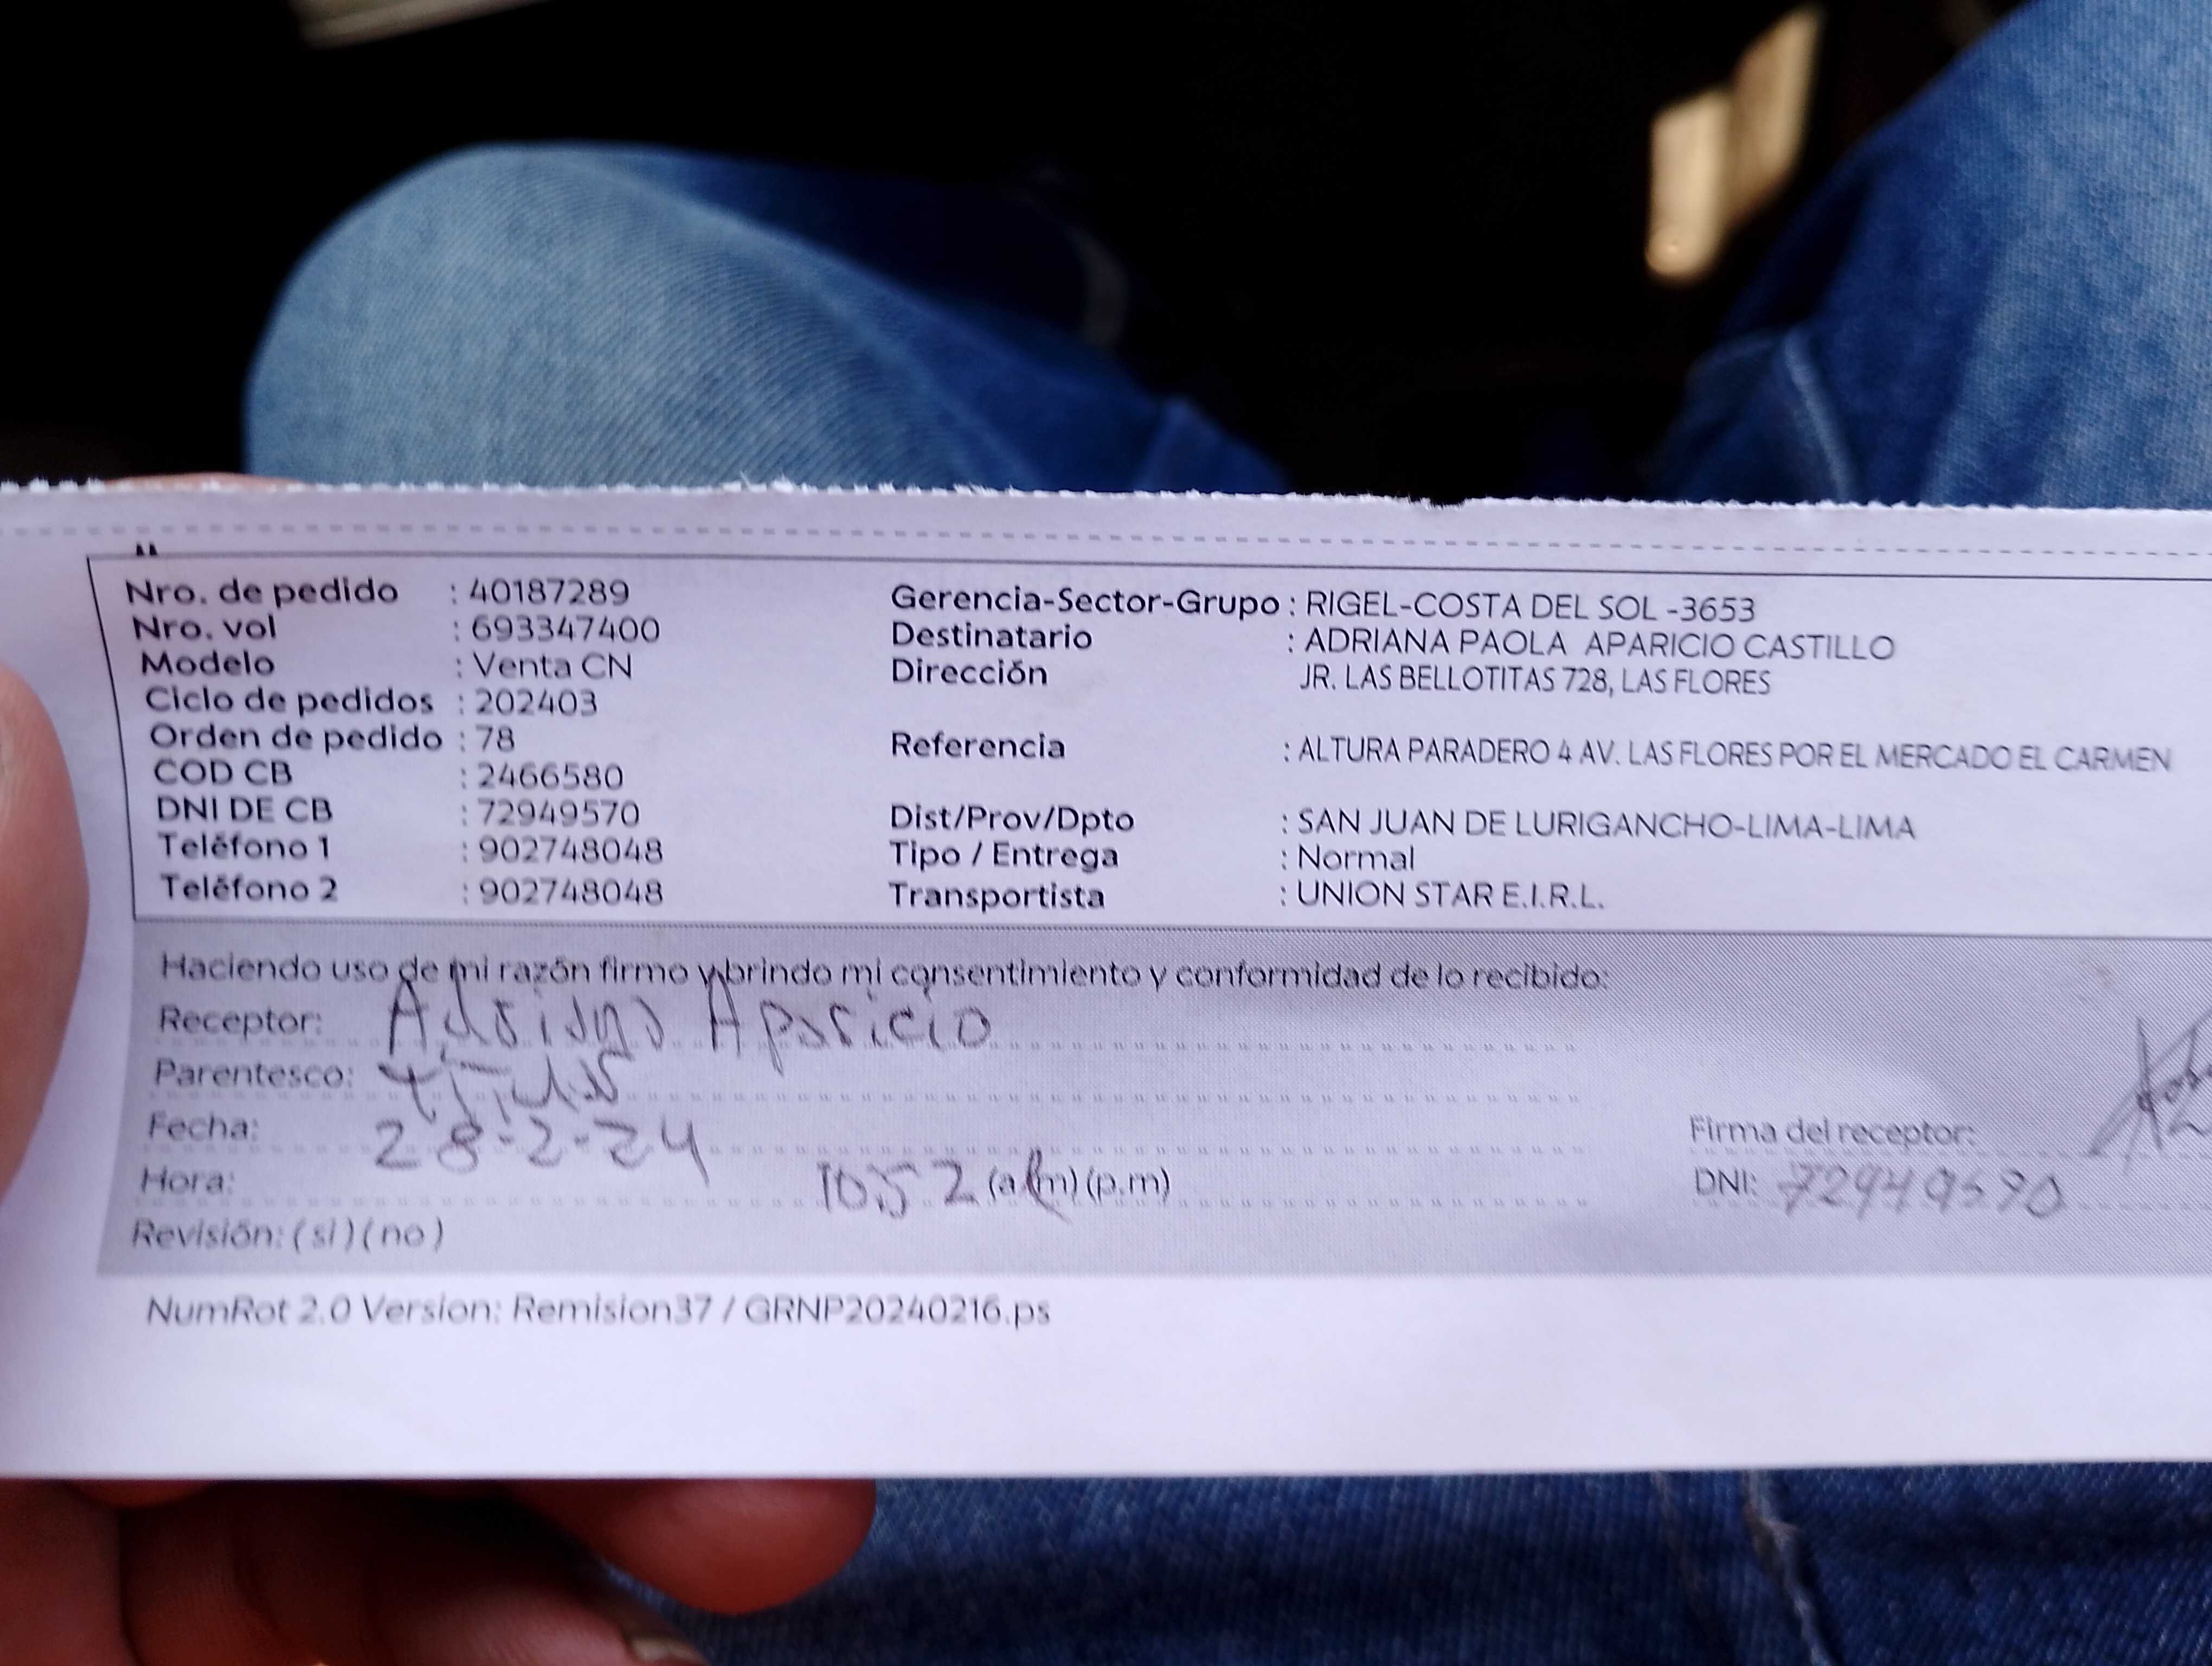 Nro. de pedido : 40187289
Nro. vol : 693347400
Modelo : Venta CN
Ciclo de pedidos : 202403
Orden de pedido : 78
COD CB : 2466580
DNI DE CB : 72949570
Teléfono 1 : 902748048
Teléfono 2 : 902748048
Gerencia-Sector-Grupo : RIGEL-COSTA DEL SOL -3653
Destinatario : ADRIANA PAOLA APARICIO CASTILLO
Dirección JR. LAS BELLOTITAS 728, LAS FLORES
Referencia : ALTURA PARADERO 4 AV. LAS FLORES POR EL MERCADO EL CARMEN
Dist/Prov/Dpto : SAN JUAN DE LURIGANCHO-LIMA-LIMA
Tipo / Entrega : Normal
Transportista : UNION STAR E.I.R.L.
Haciendo uso de mi razón firmo y brindo mi consentimiento y conformidad de lo recibido:
Receptor: Adriana Aparicio
Parentesco:
Fecha: 28-2-24
Hora: 10:52 (a.m) (p.m)
Revisión: ( si ) ( no )
Firma del receptor:
DNI: 72949570
NumRot 2.0 Version: Remision37 / GRNP20240216.ps